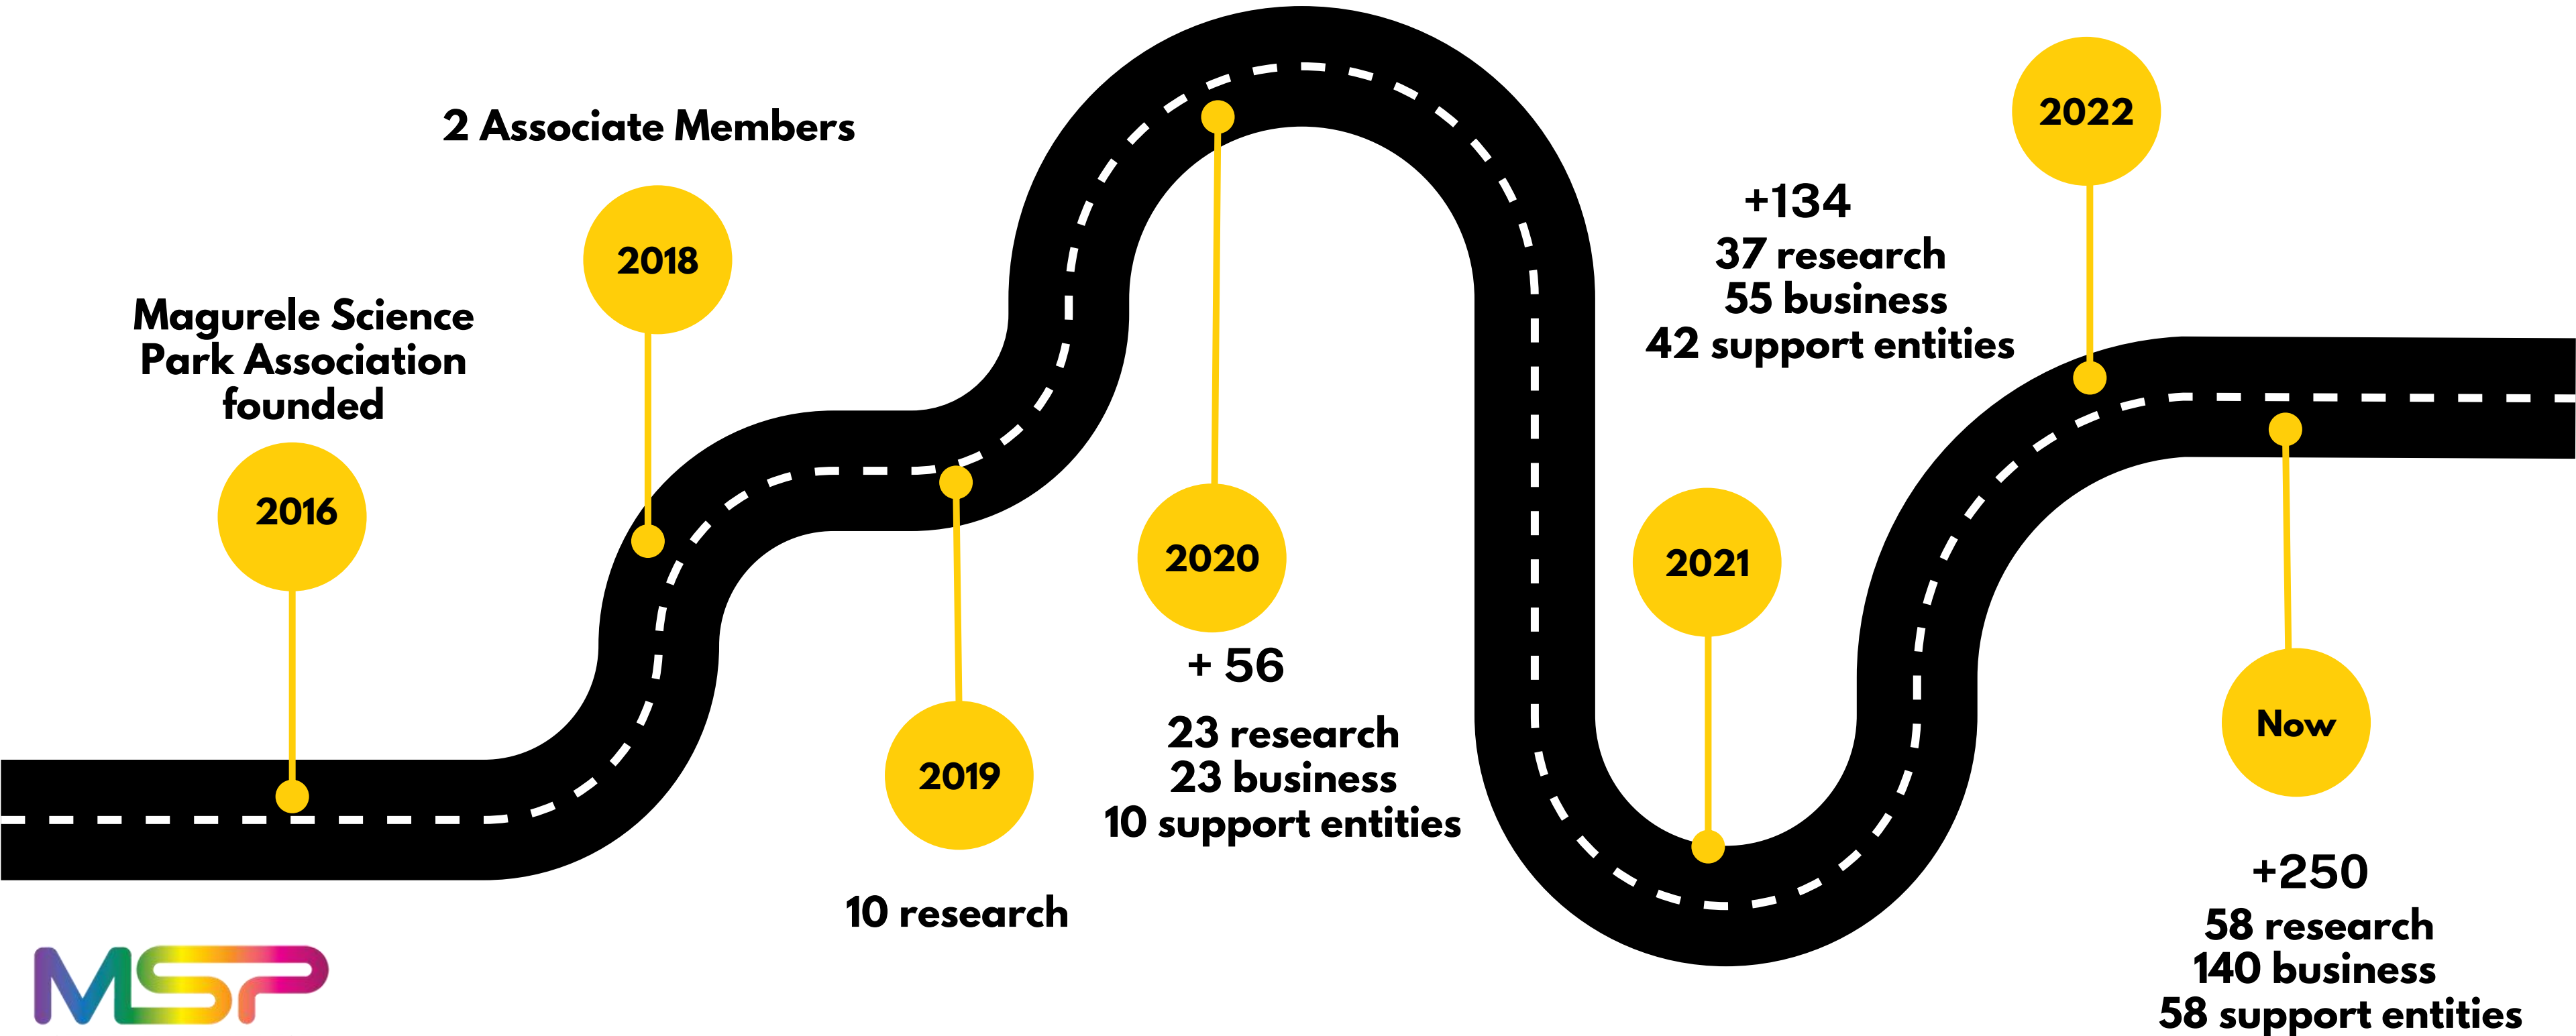 Magurele Science
Park Association
founded
2016
2 Associate Members
2018
2019
10 research
2020
+ 56
23 research
23 business
10 support entities
2021
+134
37 research
55 business
42 support entities
2022
Now
+250
58 research
140 business
58 support entities
MSP